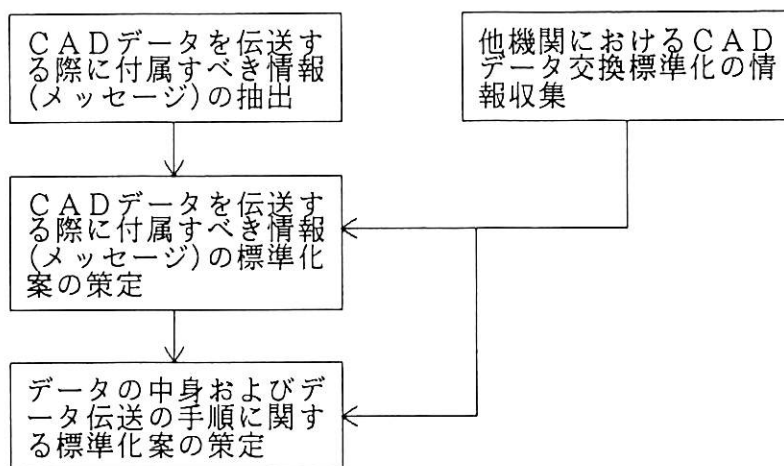 CADデータを伝送す
る際に付属すべき情報
(メッセージ)の抽出
他機関におけるCAD
データ交換標準化の情
報収集
CADデータを伝送す
る際に付属すべき情報
(メッセージ)の標準化
案の策定
データの中身およびデ
ータ伝送の手順に関す
る標準化案の策定